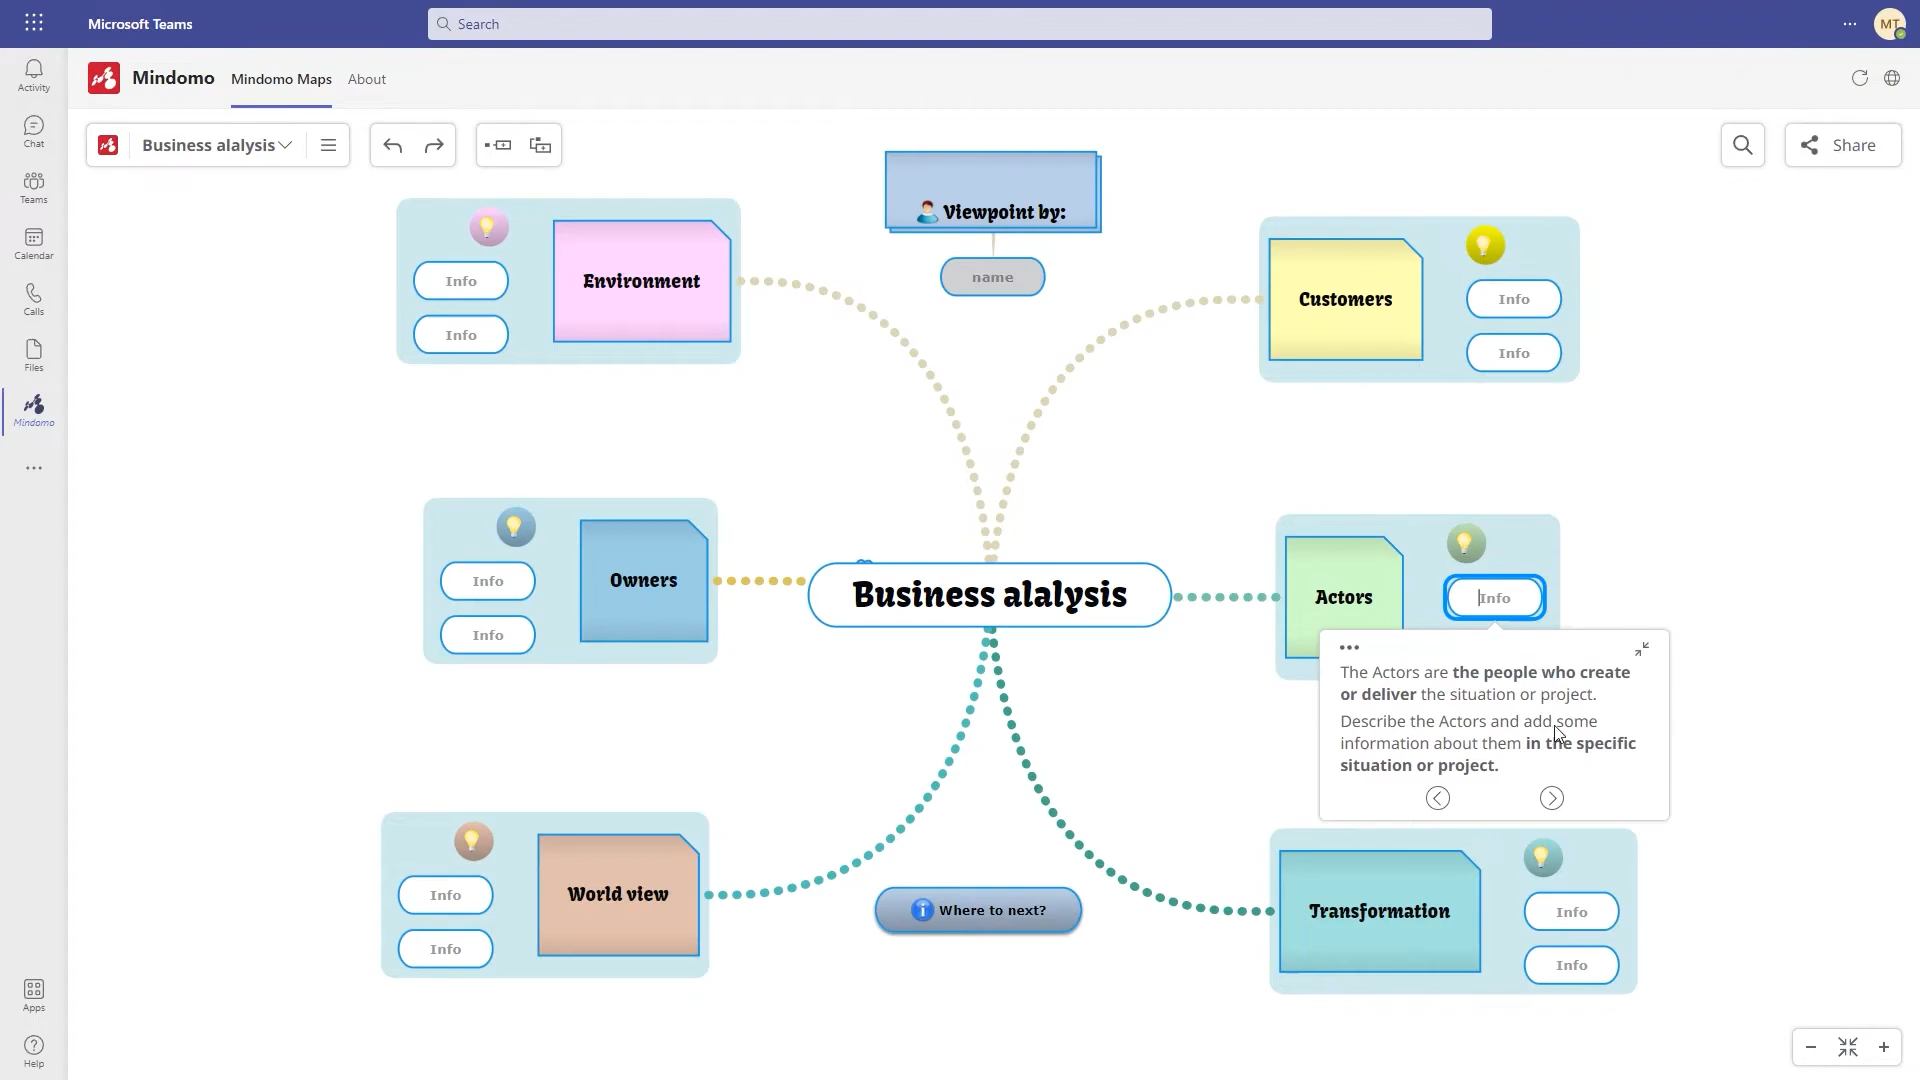 Microsoft Teams
Search
MT
Activity
Chat
Teams
Calendar
Calls
Files
Mindomo
Apps
Help
Mindomo
Mindomo Maps
About
Business alalysis
Share
Viewpoint by:
name
Environment
Info
Info
Customers
Info
Info
Owners
Info
Info
Business alalysis
Actors
Info
The Actors are the people who create
or deliver the situation or project.
Describe the Actors and add some
information about them in the specific
situation or project.
World view
Info
Info
Where to next?
Transformation
Info
Info